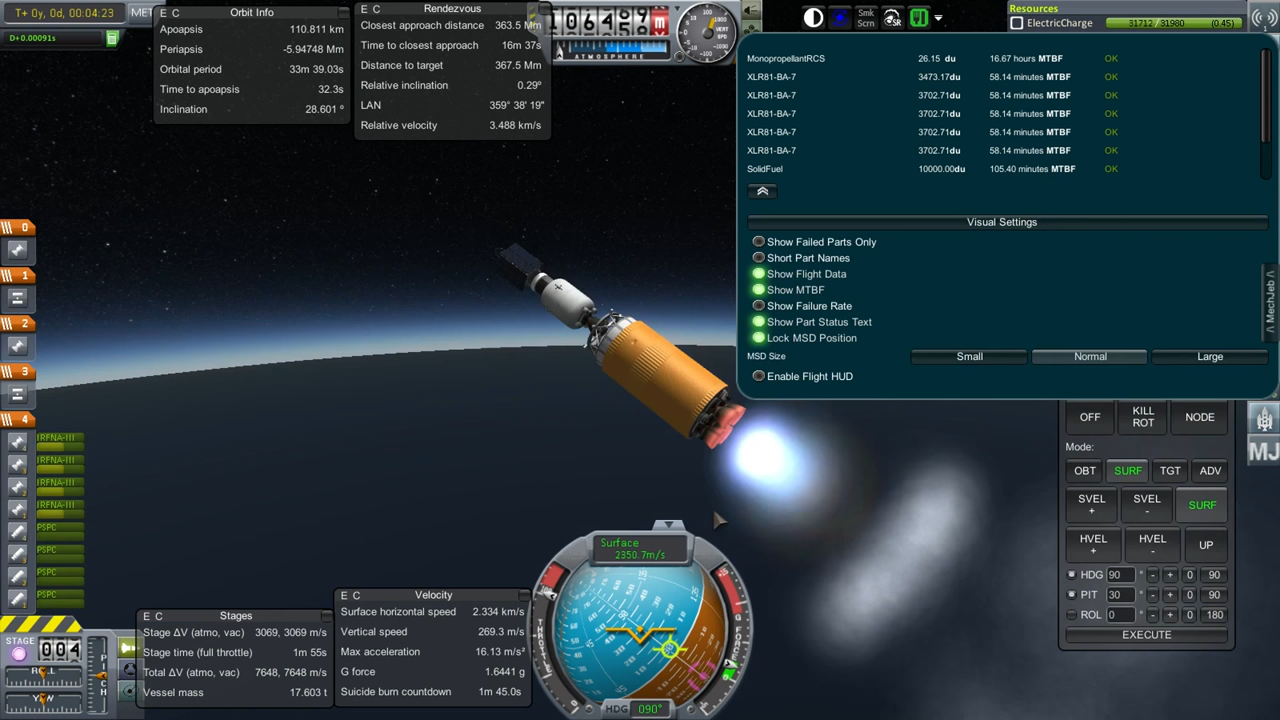 T+ 0y, 0d, 00:04:23 MET
D+0.00091s
E C Orbit Info
Apoapsis 110.811 km
Periapsis -5.94748 Mm
Orbital period 33m 39.03s
Time to apoapsis 32.3s
Inclination 28.601 º
E C Rendezvous
Closest approach distance 363.5 Mm
Time to closest approach 16m 37s
Distance to target 367.5 Mm
Relative inclination 0.29°
LAN 359° 38' 19"
Relative velocity 3.488 km/s
ATMOSPHERE
Smk
Scrn
Resources
ElectricCharge 31712 / 31980 (0.45)
MonopropellantRCS 26.15 du 16.67 hours MTBF OK
XLR81-BA-7 3473.17du 58.14 minutes MTBF OK
XLR81-BA-7 3702.71du 58.14 minutes MTBF OK
XLR81-BA-7 3702.71du 58.14 minutes MTBF OK
XLR81-BA-7 3702.71du 58.14 minutes MTBF OK
XLR81-BA-7 3702.71du 58.14 minutes MTBF OK
SolidFuel 10000.00du 105.40 minutes MTBF OK
Visual Settings
Show Failed Parts Only
Short Part Names
Show Flight Data
Show MTBF
Show Failure Rate
Show Part Status Text
Lock MSD Position
MSD Size Small Normal Large
Enable Flight HUD
/\ MechJeb /\
0
1
2
3
4
IRFNA-III
IRFNA-III
IRFNA-III
IRFNA-III
PSPC
PSPC
PSPC
PSPC
STAGE 004
ROLL
YAW
PITCH
E C Stages
Stage ΔV (atmo, vac) 3069, 3069 m/s
Stage time (full throttle) 1m 55s
Total ΔV (atmo, vac) 7648, 7648 m/s
Vessel mass 17.603 t
E C Velocity
Surface horizontal speed 2.334 km/s
Vertical speed 269.3 m/s
Max acceleration 16.13 m/s²
G force 1.6441 g
Suicide burn countdown 1m 45.0s
Surface
2350.7m/s
THROTTLE
HDG 090°
OFF KILL ROT NODE
Mode:
OBT SURF TGT ADV
SVEL + SVEL - SURF
HVEL + HVEL - UP
HDG 90 - + 0 90
PIT 30 - + 0 90
ROL 0 - + 0 180
EXECUTE
MJ